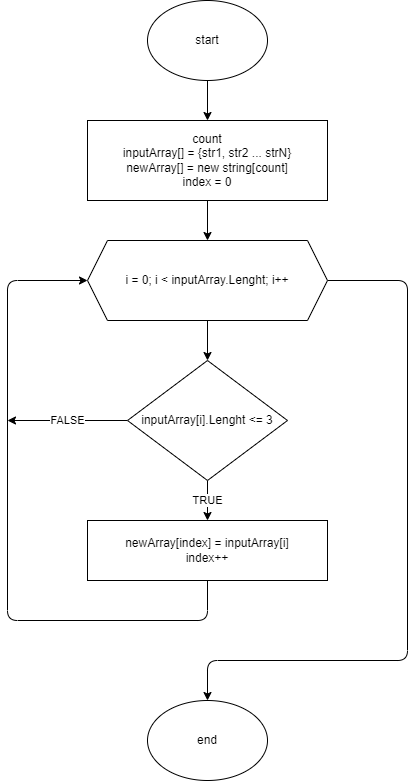 start
count
inputArray[] = {str1, str2 ... strN}
newArray[] = new string[count]
index = 0
i = 0; i < inputArray.Lenght; i++
inputArray[i].Lenght <= 3
FALSE
TRUE
newArray[index] = inputArray[i]
index++
end